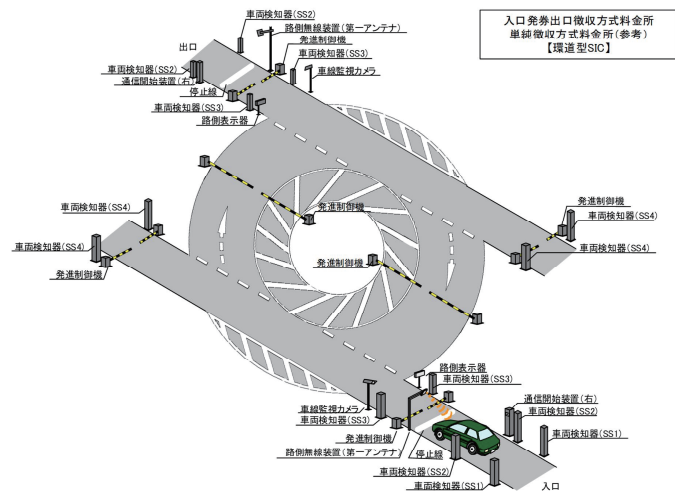 入口発券出口徴収方式料金所
単純徴収方式料金所(参考)
【環道型SIC】
車両検知器(SS2)
路側無線装置(第一アンテナ)
発進制御機
車両検知器(SS3)
車線監視カメラ
出口
車両検知器(SS2)
通信開始装置(右)
停止線
車両検知器(SS3)
路側表示器
車両検知器(SS4)
車両検知器(SS4)
発進制御機
発進制御機
発進制御機
発進制御機
車両検知器(SS4)
車両検知器(SS4)
路側表示器
車両検知器(SS3)
車線監視カメラ
車両検知器(SS3)
発進制御機
路側無線装置(第一アンテナ)
停止線
通信開始装置(右)
車両検知器(SS2)
車両検知器(SS1)
車両検知器(SS2)
車両検知器(SS1)
入口